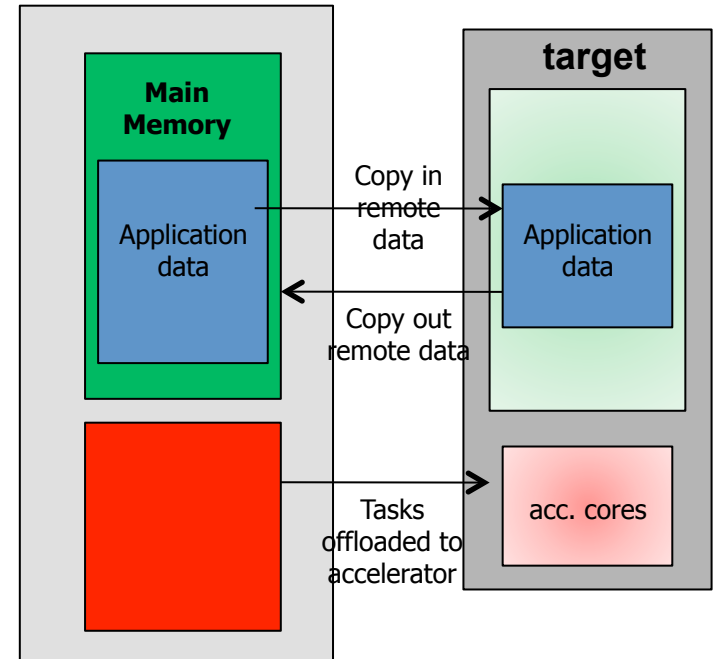 target
Main
Memory
Application
data
Copy in
remote
data
Application
data
Copy out
remote data
Tasks
offloaded to
accelerator
acc. cores